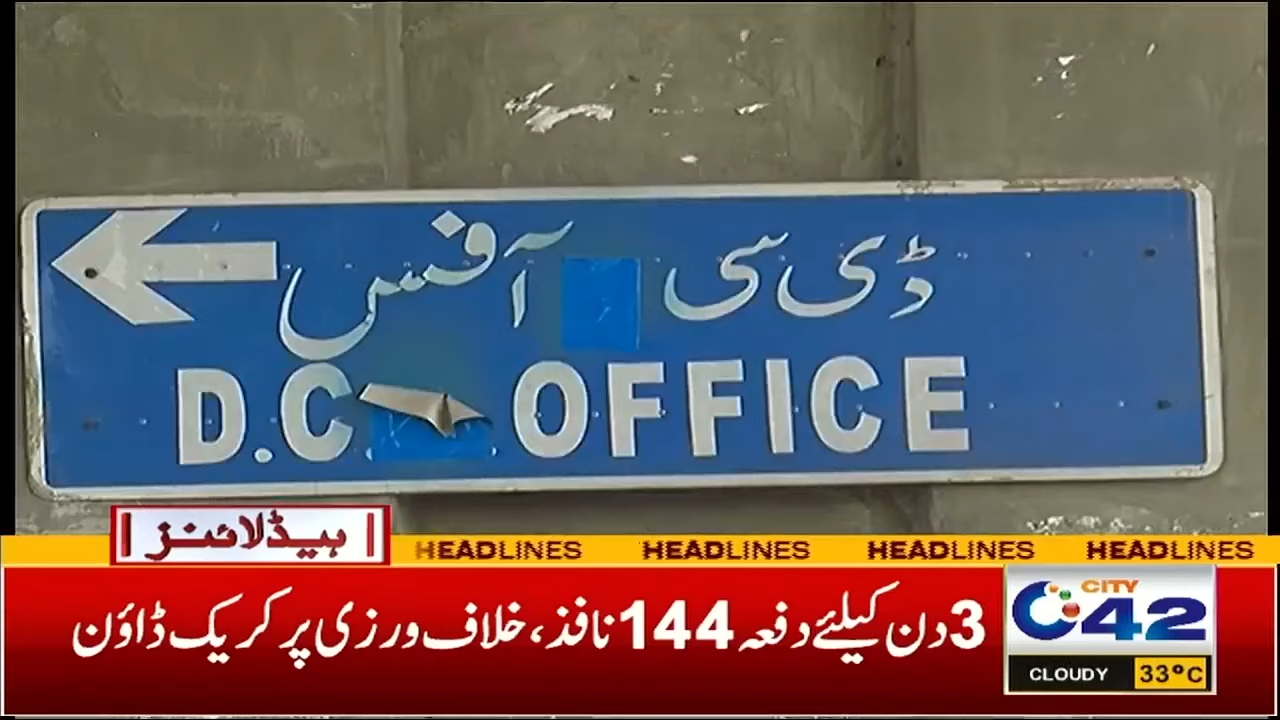 ڈی سی آفس
D.C OFFICE
ہیڈلائنز
HEADLINES HEADLINES HEADLINES HEADLINES
3 دن کیلئے دفعہ 144 نافذ، خلاف ورزی پر کریک ڈاؤن
CITY
42
CLOUDY 33°C